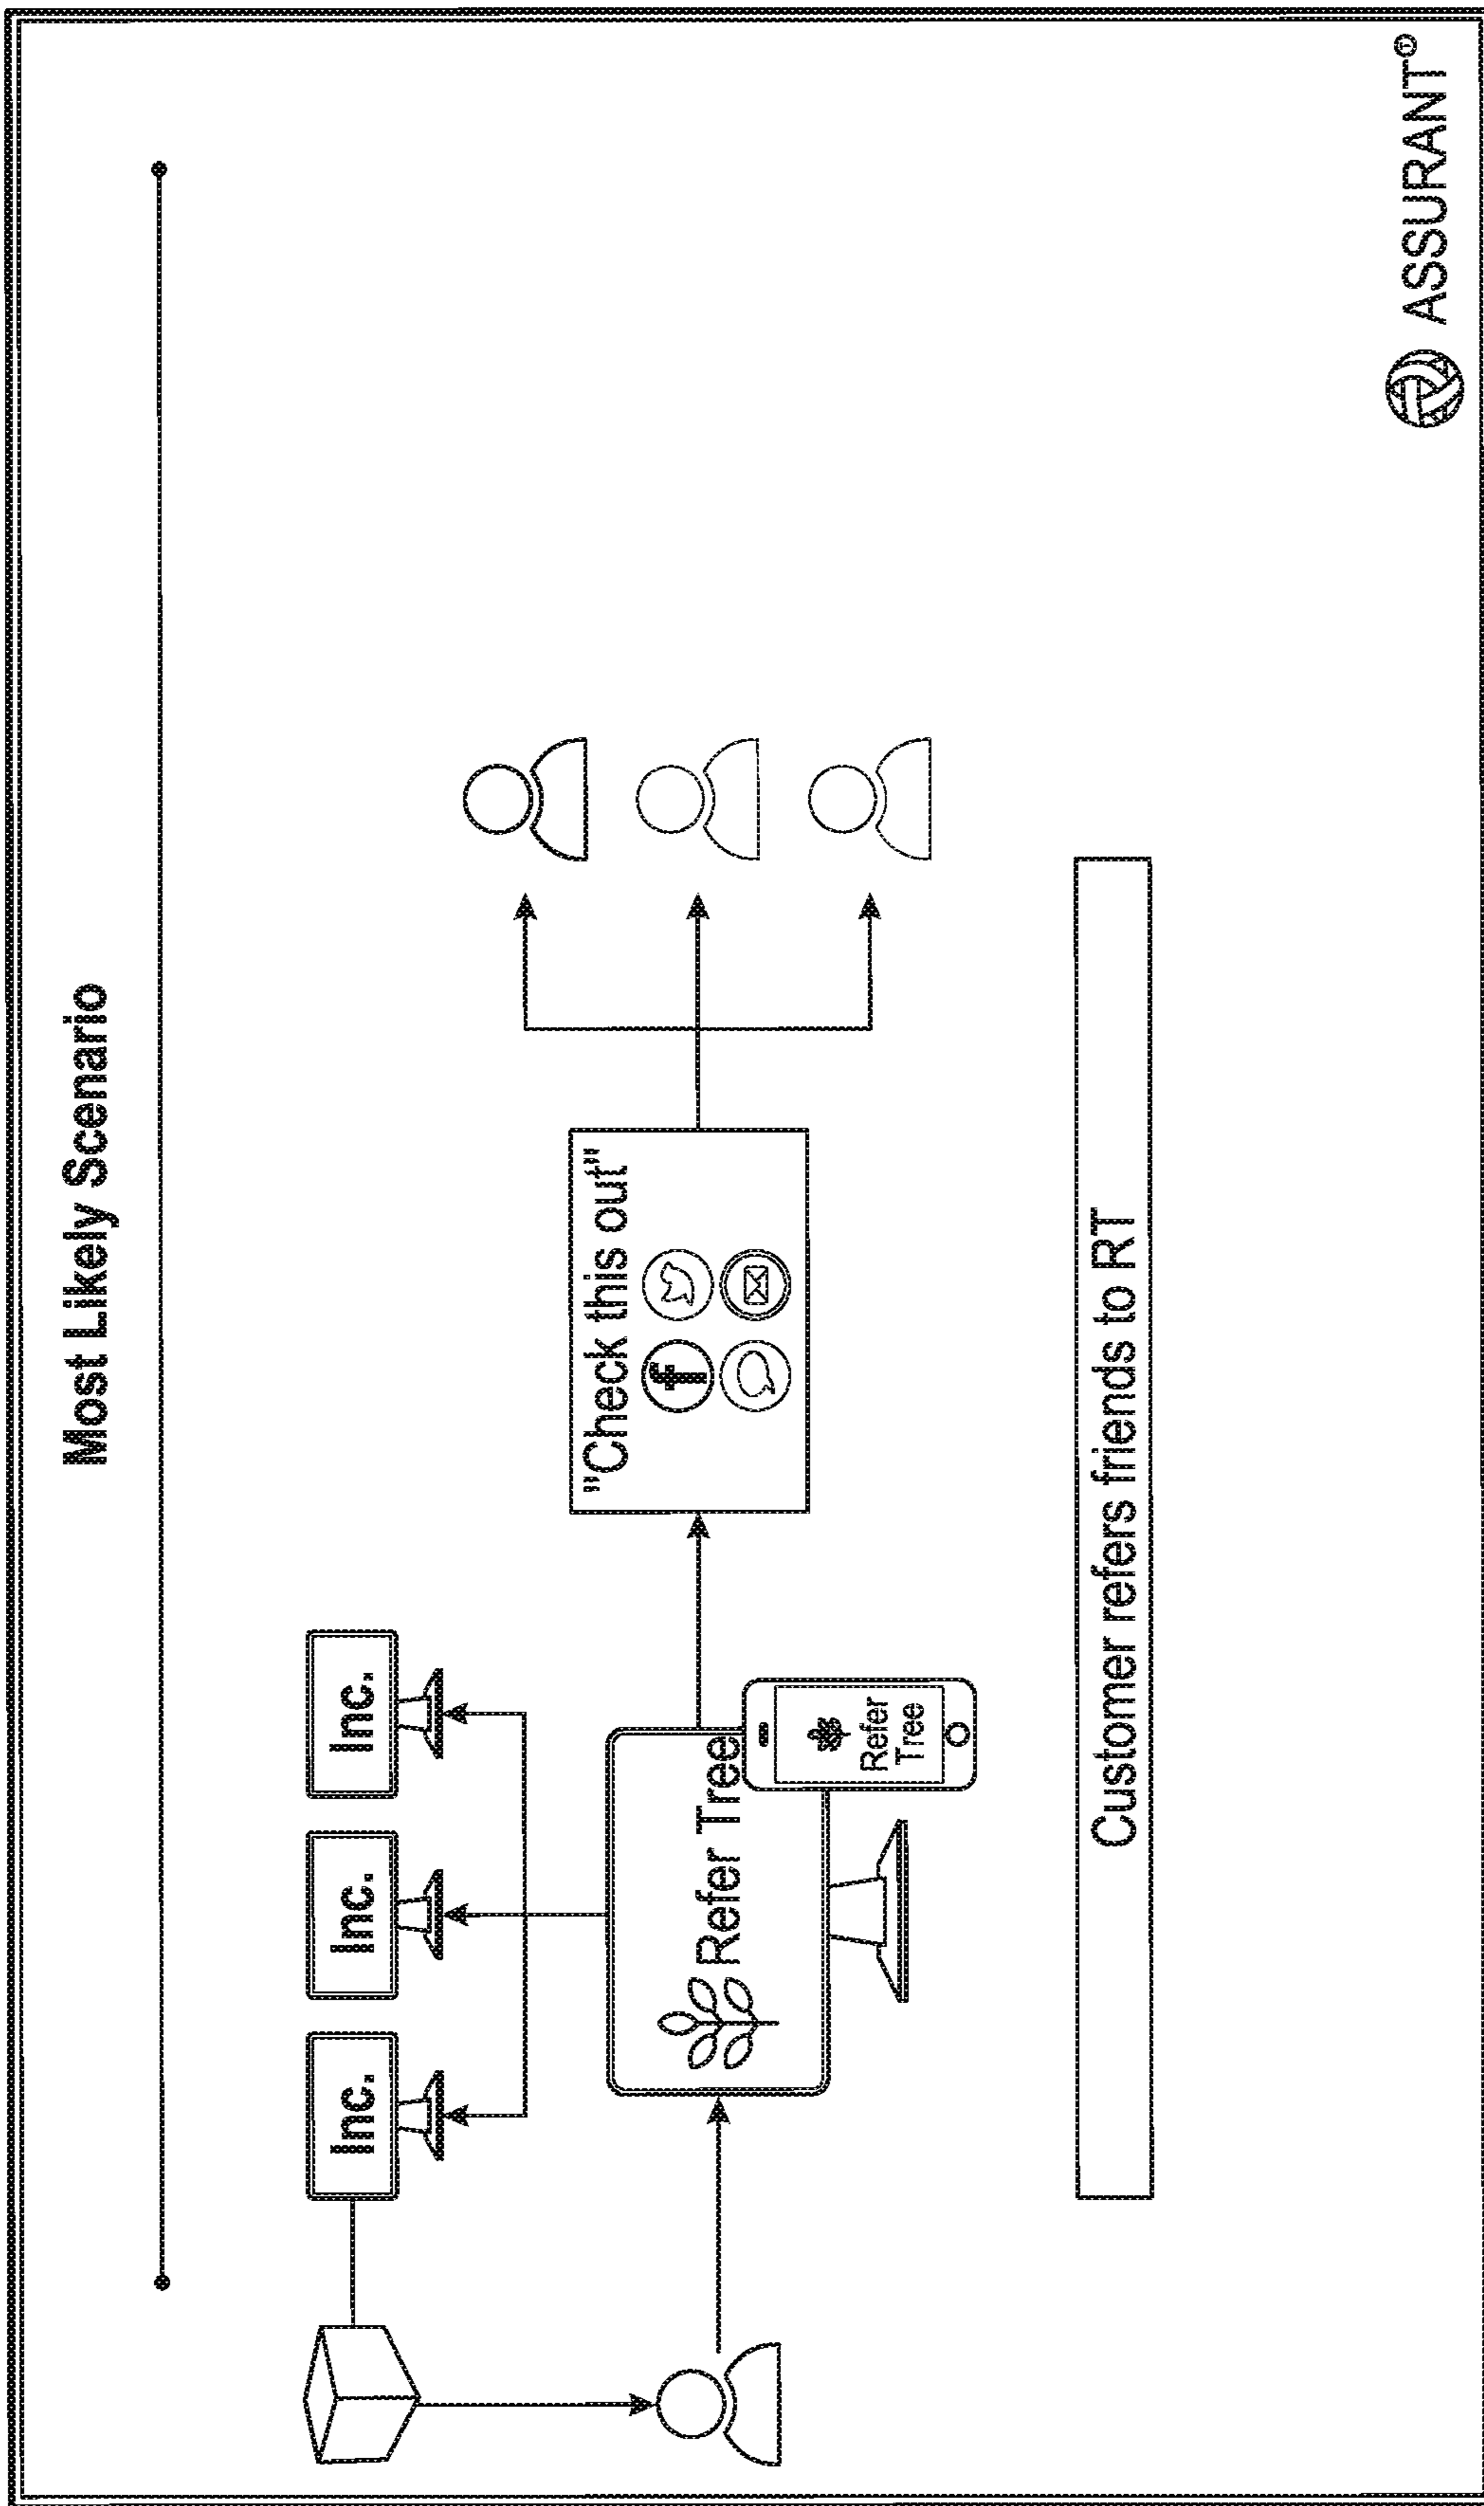 Most Likely Scenario
Inc.
Inc.
Inc.
Refer Tree
Refer
Tree
"Check this out"
f
Customer refers friends to RT
ASSURANT®